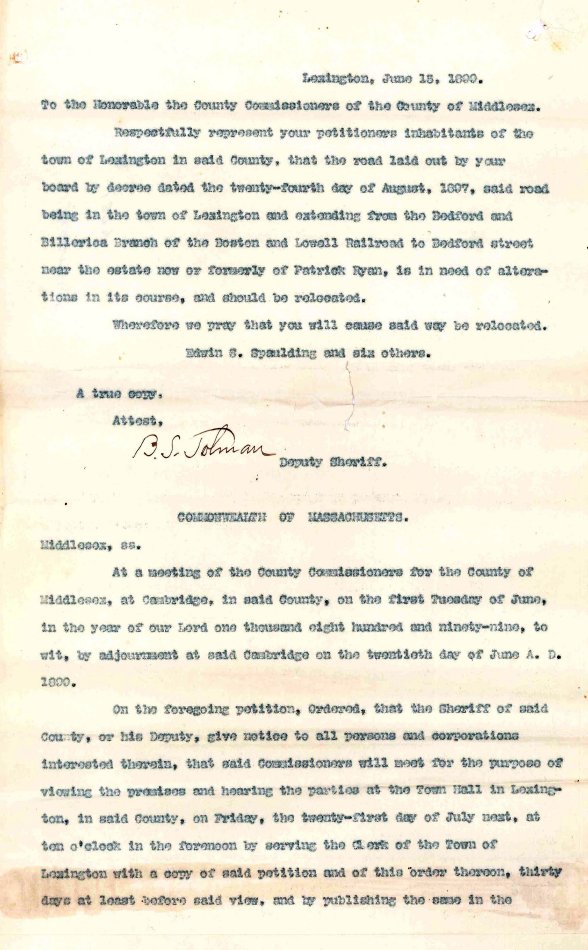 Lexington, June 15, 1899.
To the Honorable the County Commissioners of the County of Middlesex.
Respectfully represent your petitioners inhabitants of the
town of Lexington in said County, that the road laid out by your
board by decree dated the twenty-fourth day of August, 1897, said road
being in the town of Lexington and extending from the Bedford and
Billerica Branch of the Boston and Lowell Railroad to Bedford street
near the estate now or formerly of Patrick Ryan, is in need of altera-
tions in its course, and should be relocated.
Wherefore we pray that you will cause said way be relocated.
Edwin S. Spaulding and six others.
A true copy.
Attest,
B. S. Tolman
Deputy Sheriff.
COMMONWEALTH OF MASSACHUSETTS.
Middlesex, ss.
At a meeting of the County Commissioners for the County of
Middlesex, at Cambridge, in said County, on the first Tuesday of June,
in the year of our Lord one thousand eight hundred and ninety-nine, to
wit, by adjournment at said Cambridge on the twentieth day of June A. D.
1899.
On the foregoing petition, Ordered, that the Sheriff of said
County, or his Deputy, give notice to all persons and corporations
interested therein, that said Commissioners will meet for the purpose of
viewing the premises and hearing the parties at the Town Hall in Lexing-
ton, in said County, on Friday, the twenty-first day of July next, at
ten o'clock in the forenoon by serving the Clerk of the Town of
Lexington with a copy of said petition and of this order thereon, thirty
days at least before said view, and by publishing the same in the